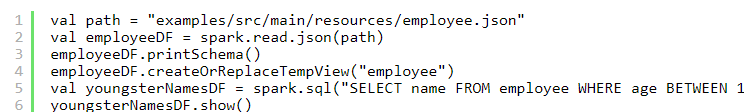 1 val path = "examples/src/main/resources/employee.json"
2 val employeeDF = spark.read.json(path)
3 employeeDF.printSchema()
4 employeeDF.createOrReplaceTempView("employee")
5 val youngsterNamesDF = spark.sql("SELECT name FROM employee WHERE age BETWEEN 1
6 youngsterNamesDF.show()